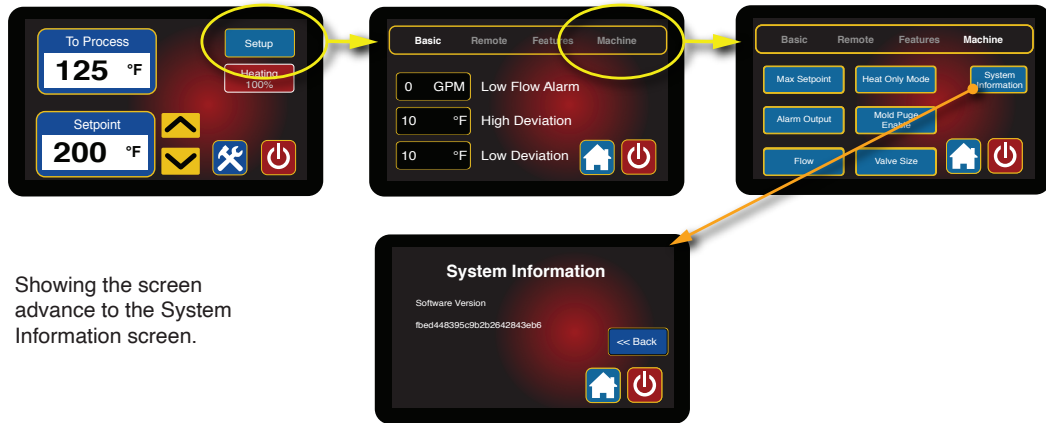 To Process
125 °F
Setup
Heating
100%
Setpoint
200 °F
Basic Remote Features Machine
0 GPM Low Flow Alarm
10 °F High Deviation
10 °F Low Deviation
Basic Remote Features Machine
Max Setpoint Heat Only Mode System
Information
Alarm Output Mold Puge
Enable
Flow Valve Size
Showing the screen
advance to the System
Information screen.
System Information
Software Version
fbed448395c9b2b2642843eb6
<< Back